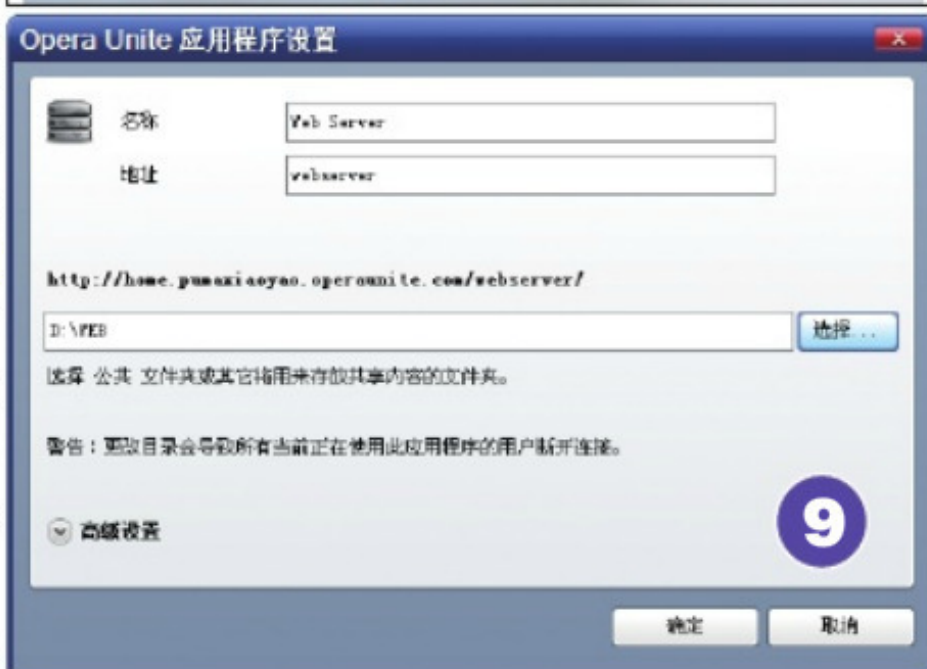 Opera Unite 应用程序设置
名称
Web Server
地址
webserver
http://home.pumaxiaoyao.operaunite.com/webserver/
D:\WEB
选择...
选择 公共 文件夹或其它将用来存放共享内容的文件夹。
警告：更改目录会导致所有当前正在使用此应用程序的用户断开连接。
高级设置
9
确定
取消